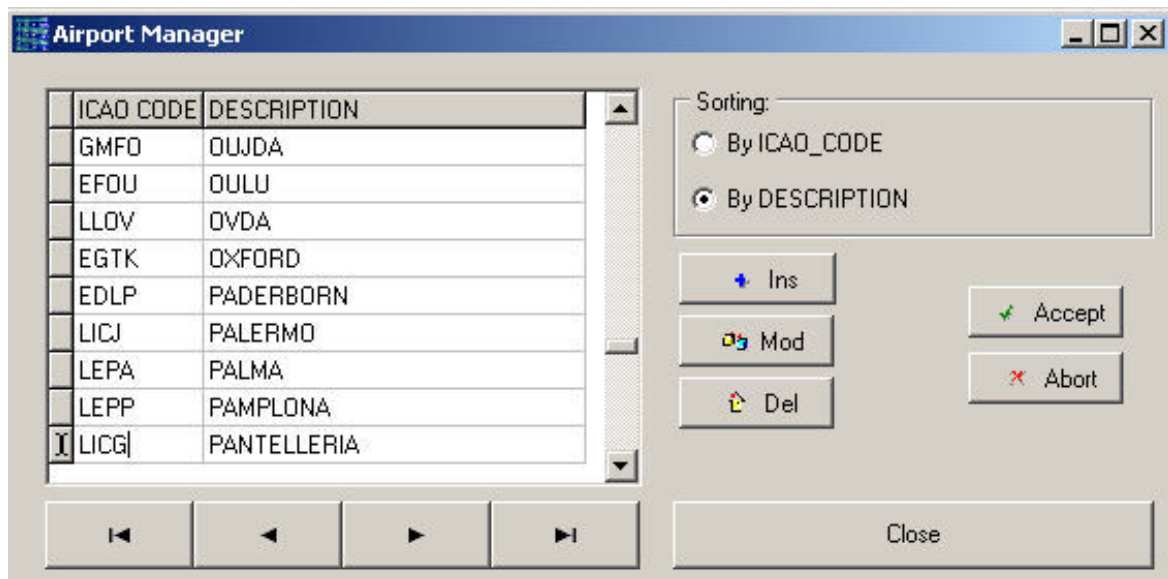 Airport Manager
ICAO CODE DESCRIPTION
GMFO OUJDA
EFOU OULU
LLOV OVDA
EGTK OXFORD
EDLP PADERBORN
LICJ PALERMO
LEPA PALMA
LEPP PAMPLONA
LICG PANTELLERIA
Sorting:
By ICAO_CODE
By DESCRIPTION
Ins
Mod
Del
Accept
Abort
Close